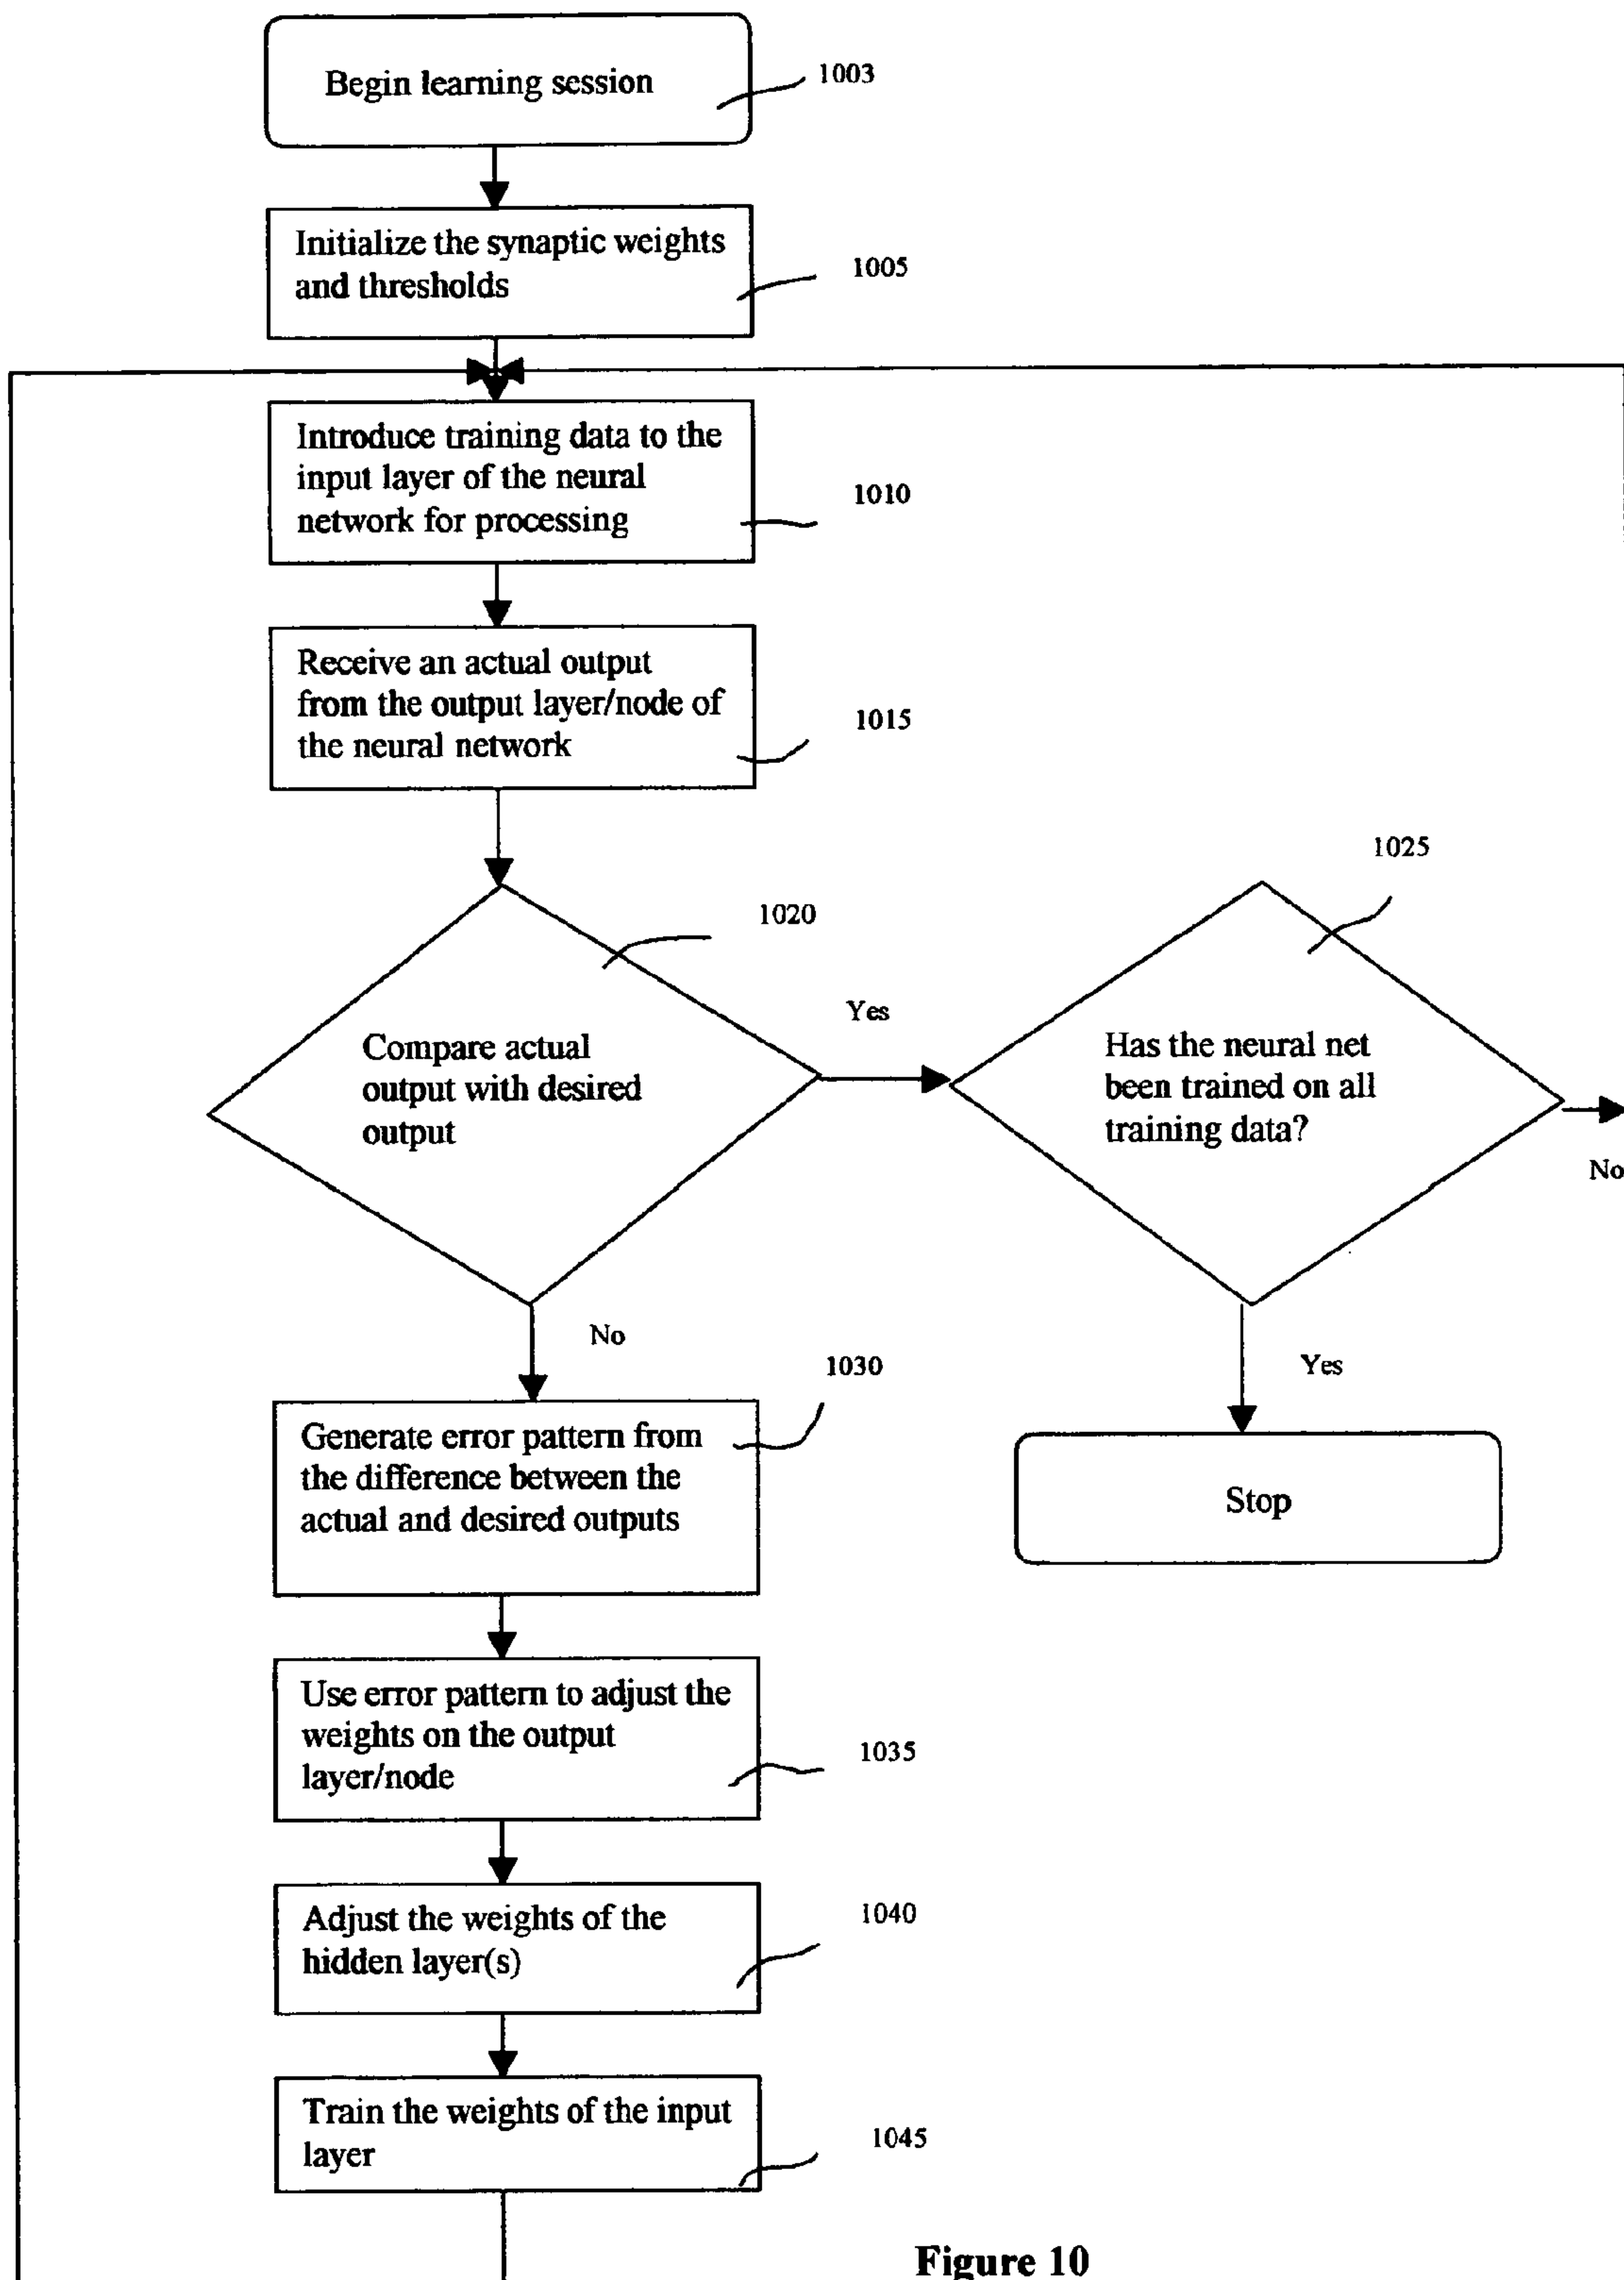 Begin learning session
1003
Initialize the synaptic weights
and thresholds
1005
Introduce training data to the
input layer of the neural
network for processing
1010
Receive an actual output
from the output layer/node of
the neural network
1015
1020
Compare actual
output with desired
output
Yes
1025
Has the neural net
been trained on all
training data?
No
No
Yes
1030
Generate error pattern from
the difference between the
actual and desired outputs
Stop
Use error pattern to adjust the
weights on the output
layer/node
1035
Adjust the weights of the
hidden layer(s)
1040
Train the weights of the input
layer
1045
Figure 10